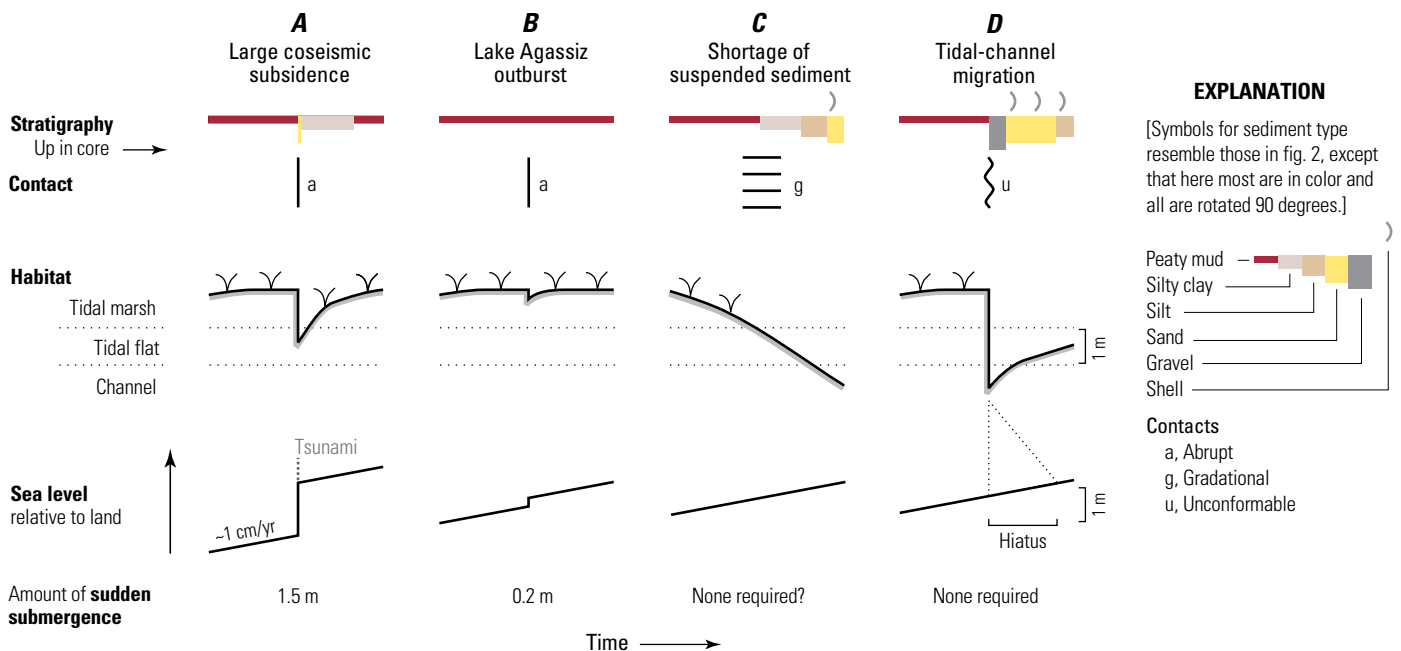 A
Large coseismic
subsidence
B
Lake Agassiz
outburst
C
Shortage of
suspended sediment
D
Tidal-channel
migration
Stratigraphy
Up in core
Contact
a
a
g
u
Habitat
Tidal marsh
Tidal flat
Channel
1 m
Tsunami
Sea level
relative to land
~1 cm/yr
1 m
Hiatus
Amount of sudden
submergence
1.5 m
0.2 m
None required?
None required
Time
EXPLANATION
[Symbols for sediment type
resemble those in fig. 2, except
that here most are in color and
all are rotated 90 degrees.]
Peaty mud
Silty clay
Silt
Sand
Gravel
Shell
Contacts
a, Abrupt
g, Gradational
u, Unconformable